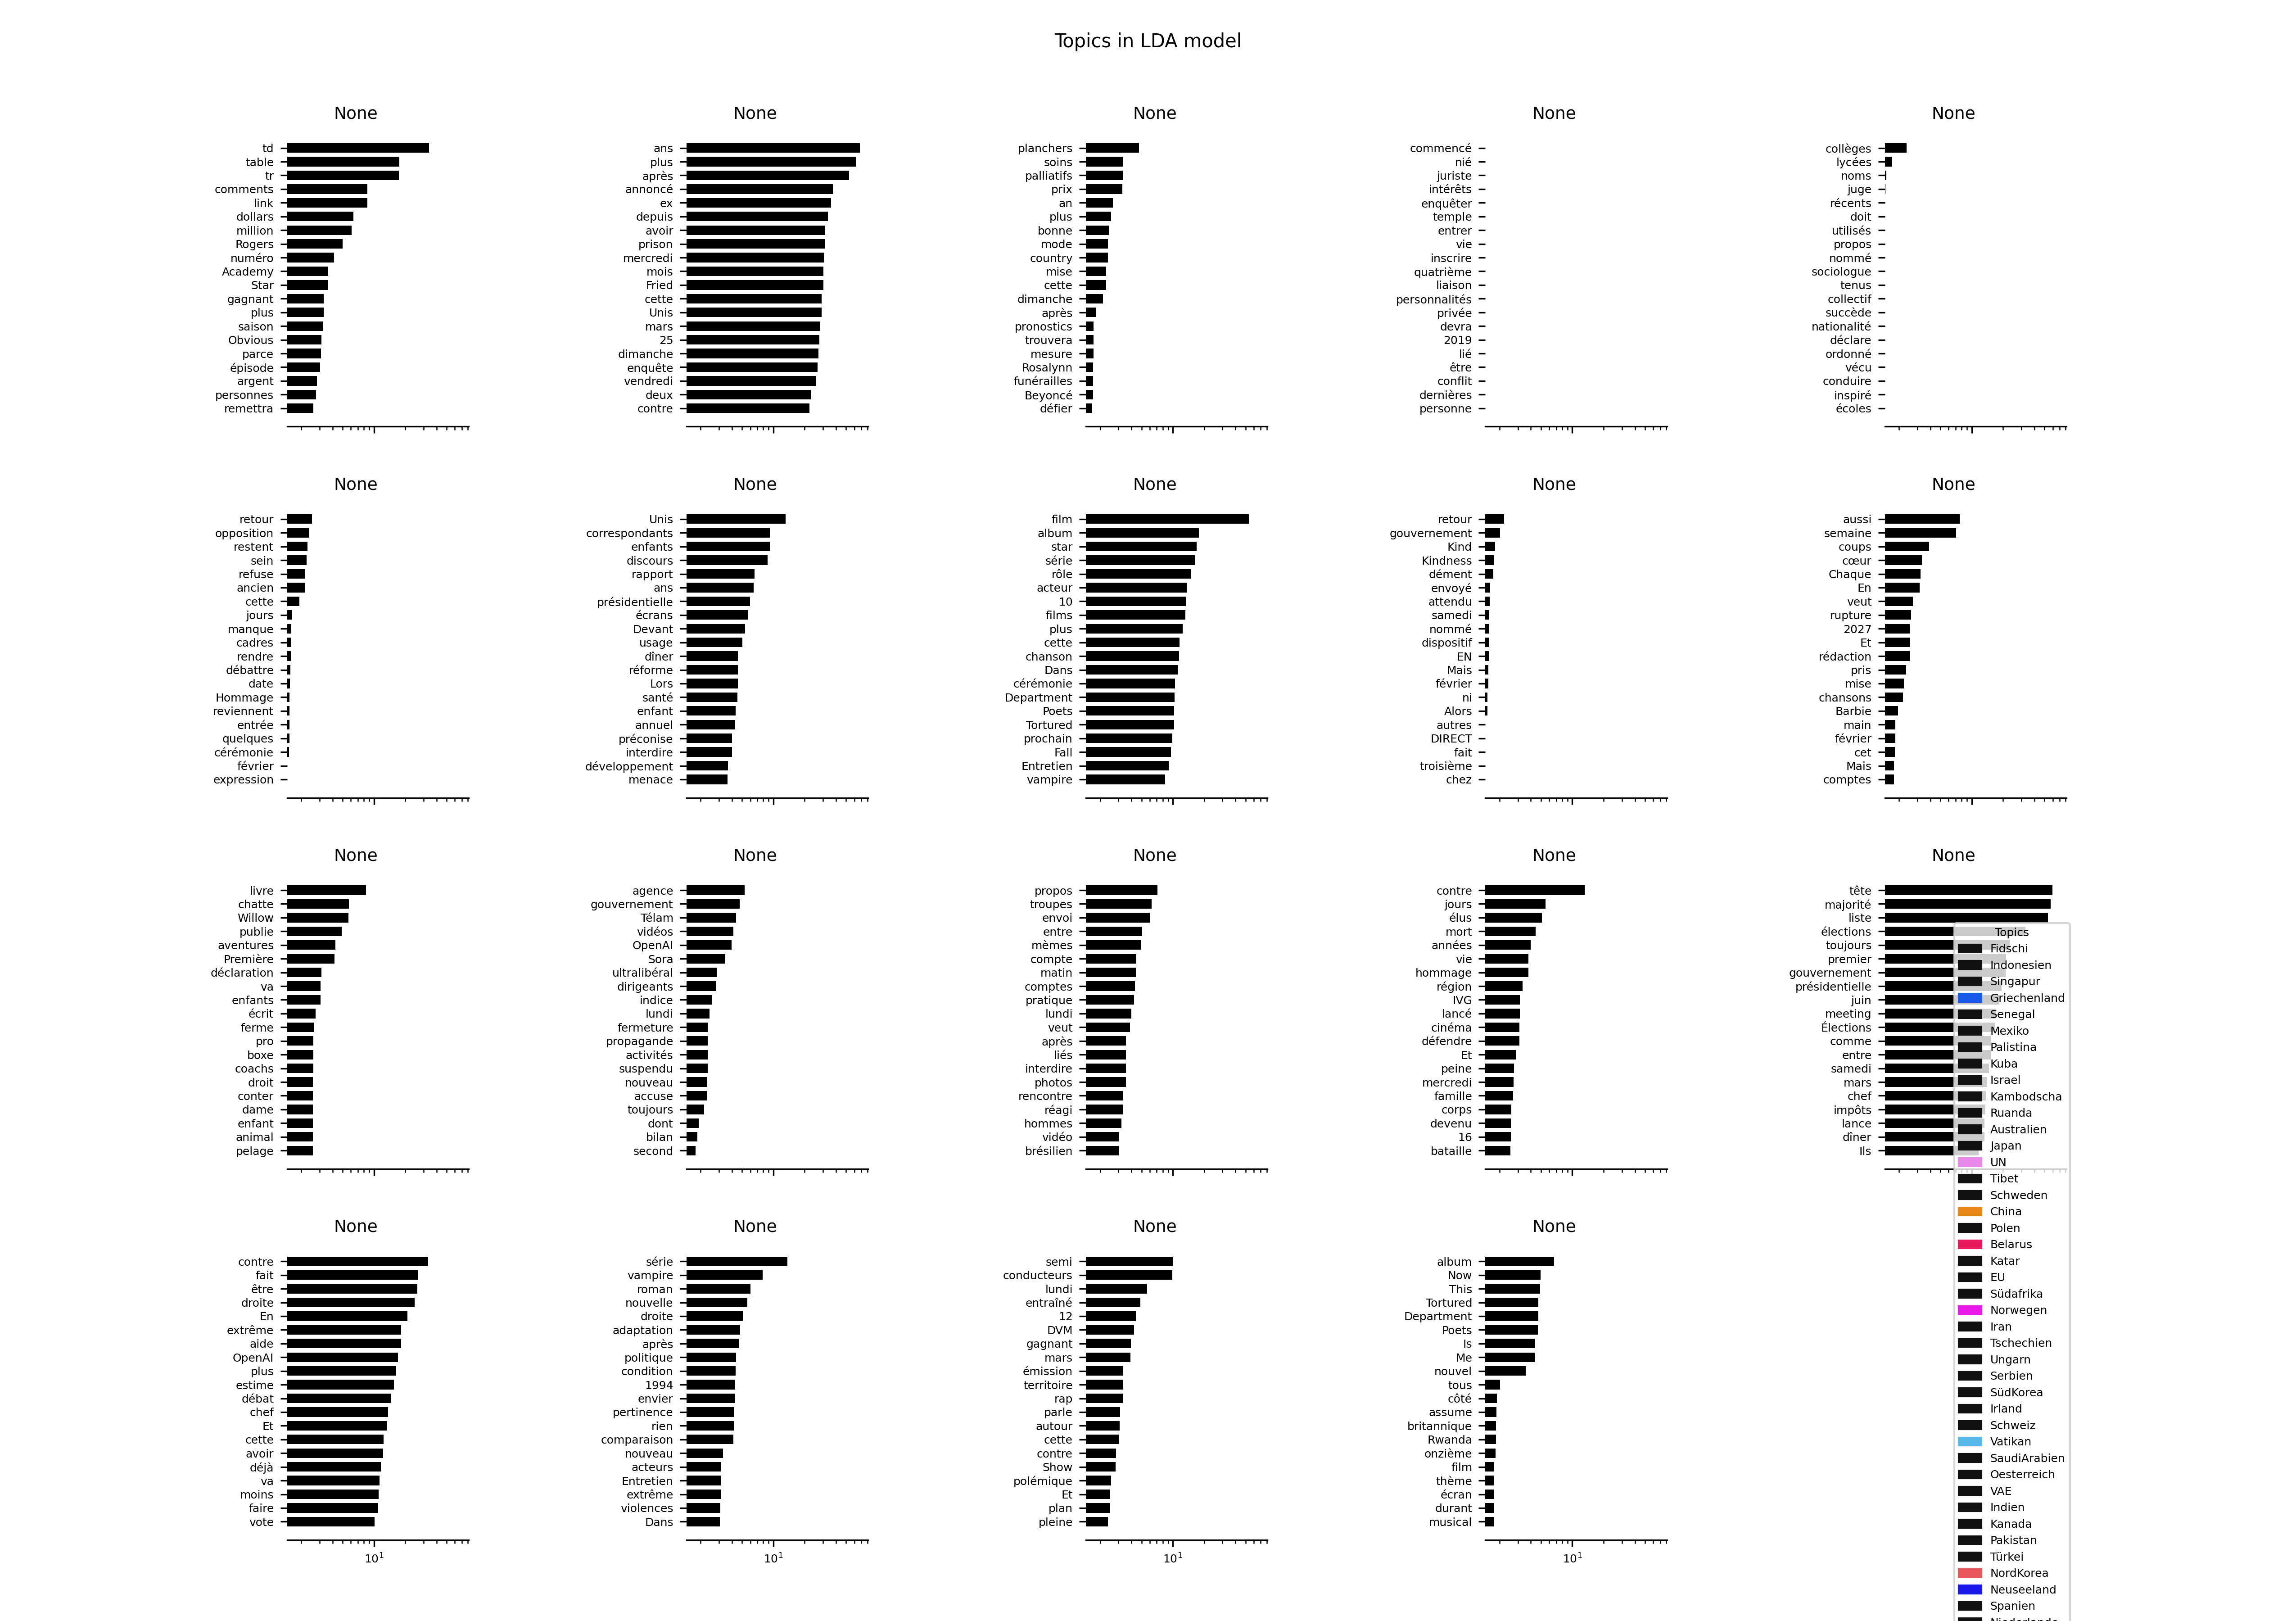 Topics in LDA model
None
td
table
tr
comments
link
dollars
million
Rogers
numéro
Academy
Star
gagnant
plus
saison
Obvious
parce
épisode
argent
personnes
remettra
None
ans
plus
après
annoncé
ex
depuis
avoir
prison
mercredi
mois
Fried
cette
Unis
mars
25
dimanche
enquête
vendredi
deux
contre
None
planchers
soins
palliatifs
prix
an
plus
bonne
mode
country
mise
cette
dimanche
après
pronostics
trouvera
mesure
Rosalynn
funérailles
Beyoncé
défier
None
commencé
nié
juriste
intérêts
enquêter
temple
entrer
vie
inscrire
quatrième
liaison
personnalités
privée
devra
2019
lié
être
conflit
dernières
personne
None
collèges
lycées
noms
juge
récents
doit
utilisés
propos
nommé
sociologue
tenus
collectif
succède
nationalité
déclare
ordonné
vécu
conduire
inspiré
écoles
None
retour
opposition
restent
sein
refuse
ancien
cette
jours
manque
cadres
rendre
débattre
date
Hommage
reviennent
entrée
quelques
cérémonie
février
expression
None
Unis
correspondants
enfants
discours
rapport
ans
présidentielle
écrans
Devant
usage
dîner
réforme
Lors
santé
enfant
annuel
préconise
interdire
développement
menace
None
film
album
star
série
rôle
acteur
10
films
plus
cette
chanson
Dans
cérémonie
Department
Poets
Tortured
prochain
Fall
Entretien
vampire
None
retour
gouvernement
Kind
Kindness
dément
envoyé
attendu
samedi
nommé
dispositif
EN
Mais
février
ni
Alors
autres
DIRECT
fait
troisième
chez
None
aussi
semaine
coups
cœur
Chaque
En
veut
rupture
2027
Et
rédaction
pris
mise
chansons
Barbie
main
février
cet
Mais
comptes
None
livre
chatte
Willow
publie
aventures
Première
déclaration
va
enfants
écrit
ferme
pro
boxe
coachs
droit
conter
dame
enfant
animal
pelage
None
agence
gouvernement
Télam
vidéos
OpenAI
Sora
ultralibéral
dirigeants
indice
lundi
fermeture
propagande
activités
suspendu
nouveau
accuse
toujours
dont
bilan
second
None
propos
troupes
envoi
entre
mèmes
compte
matin
comptes
pratique
lundi
veut
après
liés
interdire
photos
rencontre
réagi
hommes
vidéo
brésilien
None
contre
jours
élus
mort
années
vie
hommage
région
IVG
lancé
cinéma
défendre
Et
peine
mercredi
famille
corps
devenu
16
bataille
None
tête
majorité
liste
élections
toujours
premier
gouvernement
présidentielle
juin
meeting
Élections
comme
entre
samedi
mars
chef
impôts
lance
dîner
Ils
None
contre
fait
être
droite
En
extrême
aide
OpenAI
plus
estime
débat
chef
Et
cette
avoir
déjà
va
moins
faire
vote
10¹
None
série
vampire
roman
nouvelle
droite
adaptation
après
politique
condition
1994
envier
pertinence
rien
comparaison
nouveau
acteurs
Entretien
extrême
violences
Dans
10¹
None
semi
conducteurs
lundi
entraîné
12
DVM
gagnant
mars
émission
territoire
rap
parle
autour
cette
contre
Show
polémique
Et
plan
pleine
10¹
None
album
Now
This
Tortured
Department
Poets
Is
Me
nouvel
tous
côté
assume
britannique
Rwanda
onzième
film
thème
écran
durant
musical
10¹
Topics
Fidschi
Indonesien
Singapur
Griechenland
Senegal
Mexiko
Palistina
Kuba
Israel
Kambodscha
Ruanda
Australien
Japan
UN
Tibet
Schweden
China
Polen
Belarus
Katar
EU
Südafrika
Norwegen
Iran
Tschechien
Ungarn
Serbien
SüdKorea
Irland
Schweiz
Vatikan
SaudiArabien
Oesterreich
VAE
Indien
Kanada
Pakistan
Türkei
NordKorea
Neuseeland
Spanien